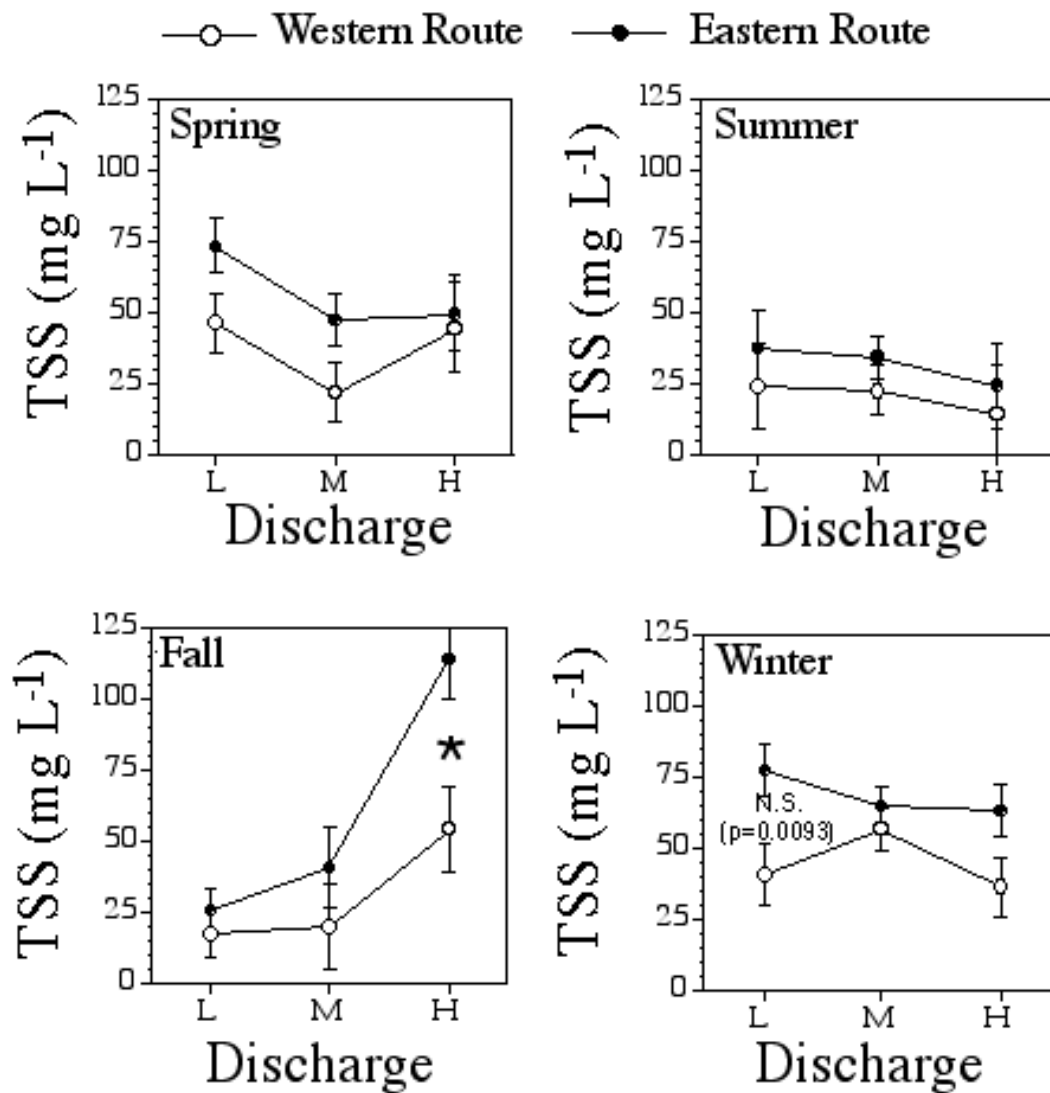 Western Route Eastern Route
Spring
TSS (mg L-1)
125
100
75
50
25
0
L M H
Discharge
Summer
TSS (mg L-1)
125
100
75
50
25
0
L M H
Discharge
Fall
TSS (mg L-1)
125
100
75
50
25
0
*
L M H
Discharge
Winter
TSS (mg L-1)
125
100
75
50
25
0
N.S.
(p=0.0093)
L M H
Discharge